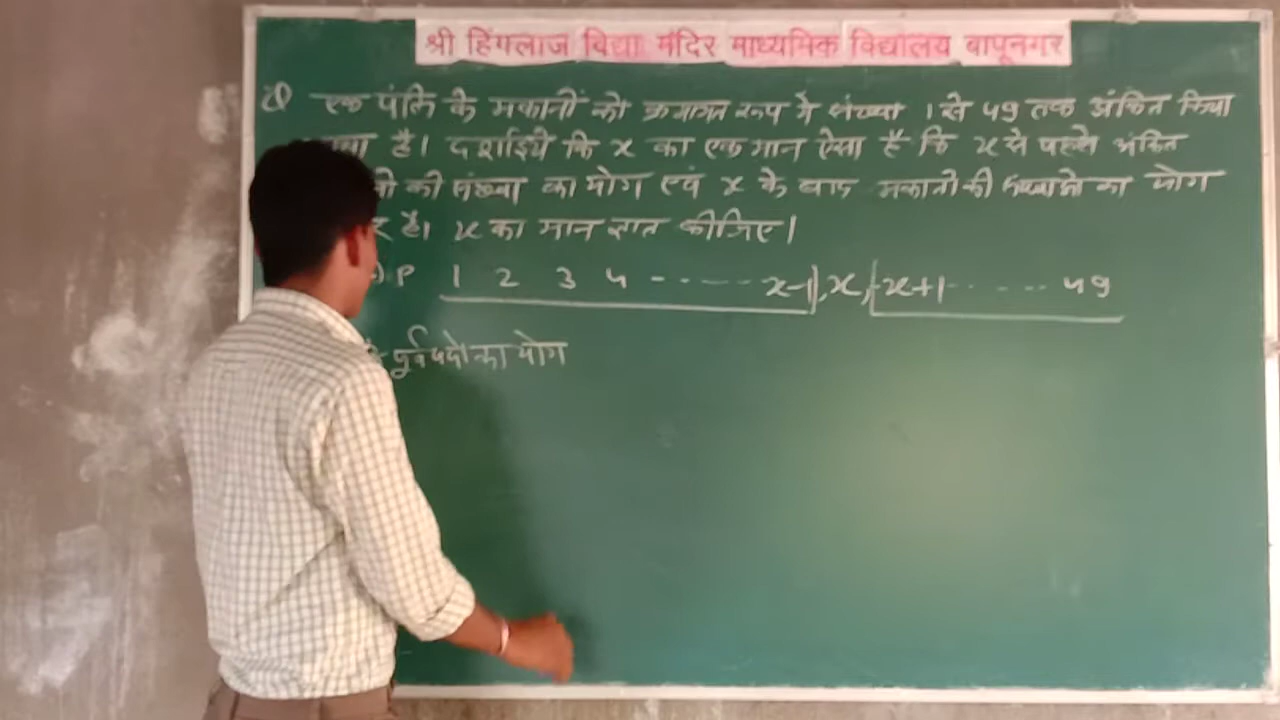 श्री हिंगलाज विद्या मंदिर माध्यमिक विद्यालय बापूनगर
Q एक पंक्ति के मकानों को क्रमागत रूप में संख्या 1 से 49 तक अंकित किया
है। दर्शाइये कि x का एक मान ऐसा है कि x से पहले अंकित
की संख्या का योग एवं x के बाद मकानो की संख्याओ का योग
है। x का मान ज्ञात कीजिए।
P 1 2 3 4 ------ x-1), x, (x+1 ------ 49
पूर्व पदो का योग